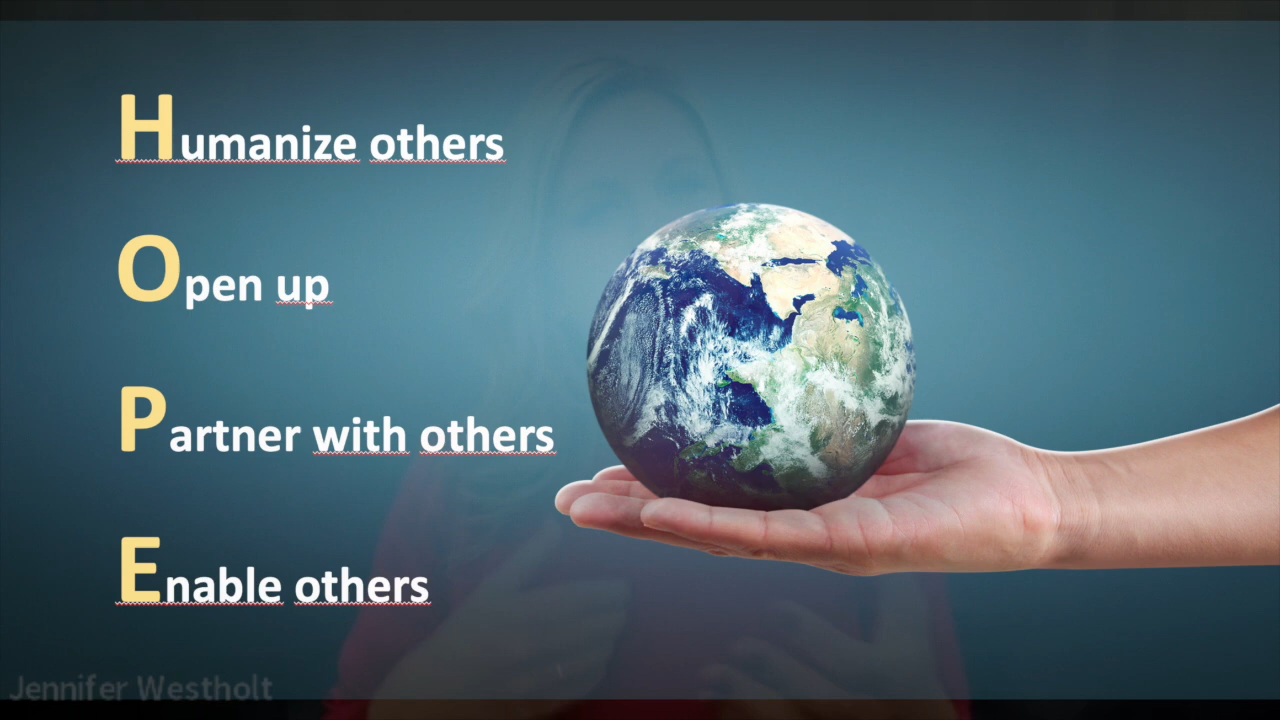 Humanize others
Open up
Partner with others
Enable others
Jennifer Westholt